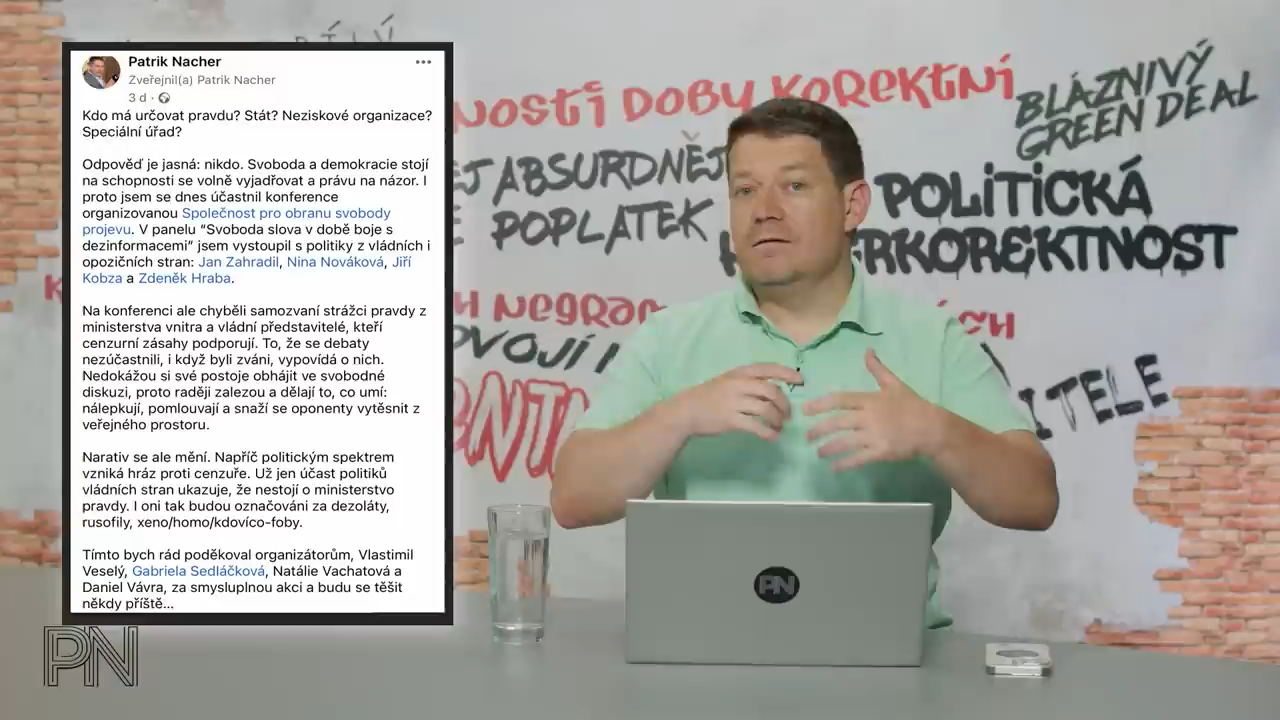 Patrik Nacher
Zveřejnil(a) Patrik Nacher
3 d
Kdo má určovat pravdu? Stát? Neziskové organizace?
Speciální úřad?
Odpověď je jasná: nikdo. Svoboda a demokracie stojí
na schopnosti se volně vyjadřovat a právu na názor. I
proto jsem se dnes účastnil konference
organizovanou Společnost pro obranu svobody
projevu. V panelu “Svoboda slova v době boje s
dezinformacemi” jsem vystoupil s politiky z vládních i
opozičních stran: Jan Zahradil, Nina Nováková, Jiří
Kobza a Zdeněk Hraba.
Na konferenci ale chyběli samozvaní strážci pravdy z
ministerstva vnitra a vládní představitelé, kteří
cenzurní zásahy podporují. To, že se debaty
nezúčastnili, i když byli zváni, vypovídá o nich.
Nedokážou si své postoje obhájit ve svobodné
diskuzi, proto raději zalezou a dělají to, co umí:
nálepkují, pomlouvají a snaží se oponenty vytěsnit z
veřejného prostoru.
Narativ se ale mění. Napříč politickým spektrem
vzniká hráz proti cenzuře. Už jen účast politiků
vládních stran ukazuje, že nestojí o ministerstvo
pravdy. I oni tak budou označováni za dezoláty,
rusofily, xeno/homo/kdovíco-foby.
Tímto bych rád poděkoval organizátorům, Vlastimil
Veselý, Gabriela Sedláčková, Natálie Vachatová a
Daniel Vávra, za smysluplnou akci a budu se těšit
někdy příště...
PN
NOSTÍ DOBY KOREKTNÍ
BLÁZNIVÝ
GREEN DEAL
EJ ABSURDNĚJ
POPLATEK
POLITICKÁ
ERKOREKTNOST
H NEGRA
OVOJÍ
ITELE
PN